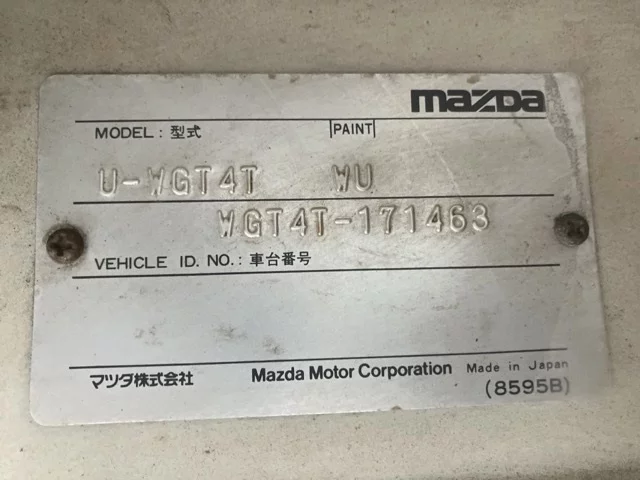 mazda
MODEL: 型式 PAINT
U-WGT4T WU
WGT4T-171463
VEHICLE ID. NO.: 車台番号
マツダ株式会社 Mazda Motor Corporation Made in Japan
(8595B)